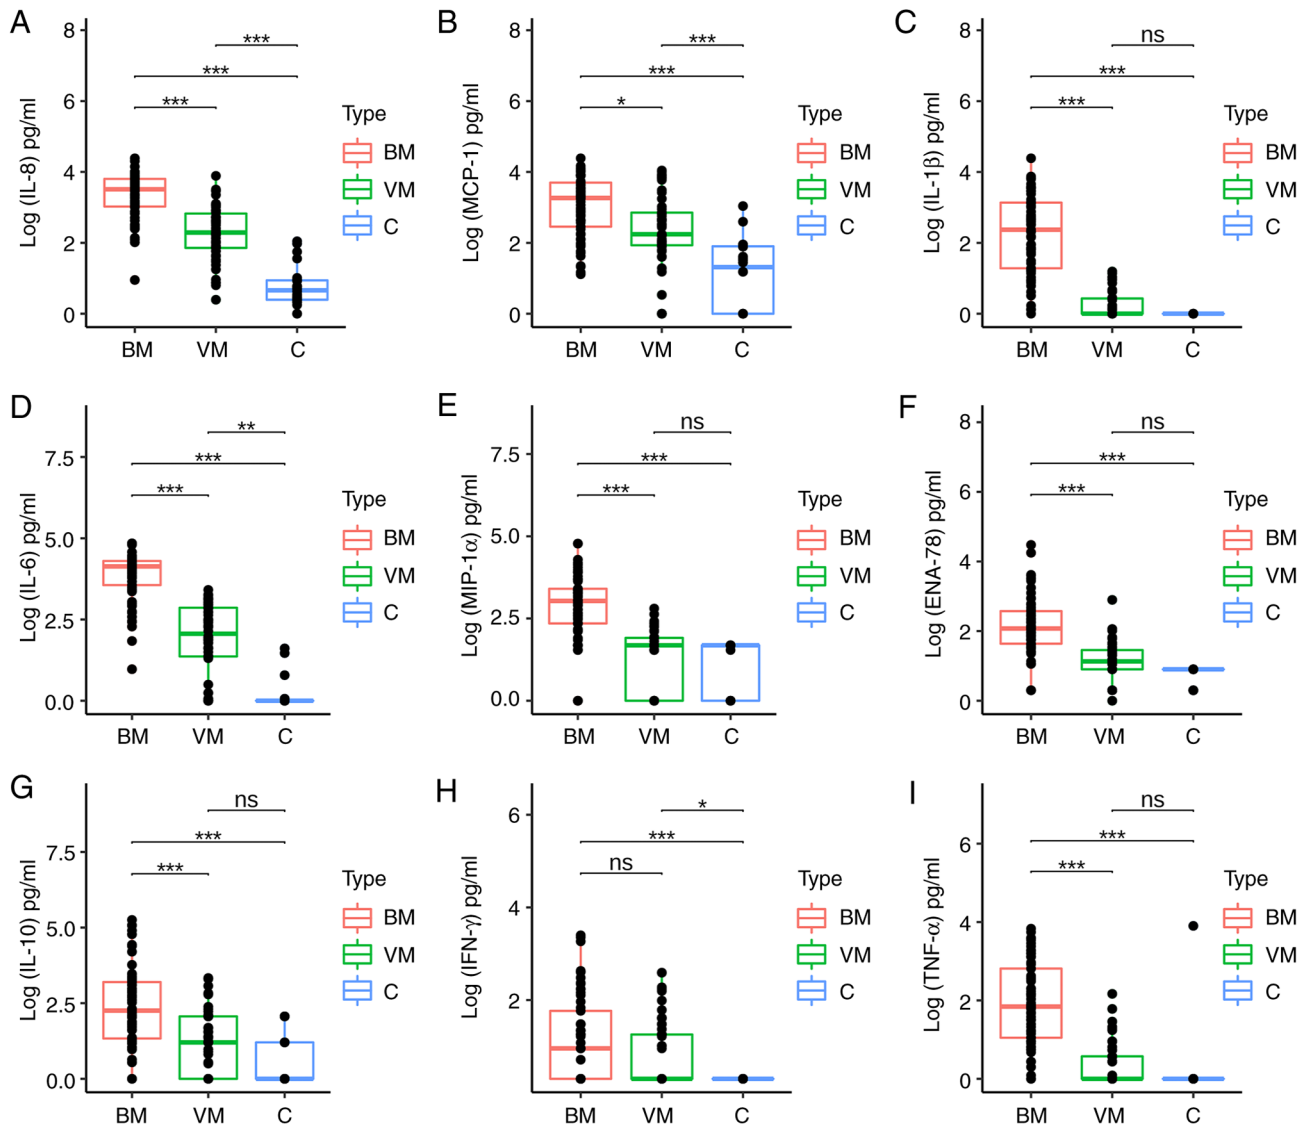 A
8
6
4
2
0
Log (IL-8) pg/ml
***
***
***
BM
VM
C
Type
BM
VM
C
B
8
6
4
2
0
Log (MCP-1) pg/ml
***
***
*
BM
VM
C
Type
BM
VM
C
C
8
6
4
2
0
Log (IL-1β) pg/ml
ns
***
***
BM
VM
C
Type
BM
VM
C
D
7.5
5.0
2.5
0.0
Log (IL-6) pg/ml
**
***
***
BM
VM
C
Type
BM
VM
C
E
7.5
5.0
2.5
0.0
Log (MIP-1α) pg/ml
ns
***
***
BM
VM
C
Type
BM
VM
C
F
8
6
4
2
0
Log (ENA-78) pg/ml
ns
***
***
BM
VM
C
Type
BM
VM
C
G
7.5
5.0
2.5
0.0
Log (IL-10) pg/ml
ns
***
***
BM
VM
C
Type
BM
VM
C
H
6
4
2
Log (IFN-γ) pg/ml
*
***
ns
BM
VM
C
Type
BM
VM
C
I
6
4
2
0
Log (TNF-α) pg/ml
ns
***
***
BM
VM
C
Type
BM
VM
C